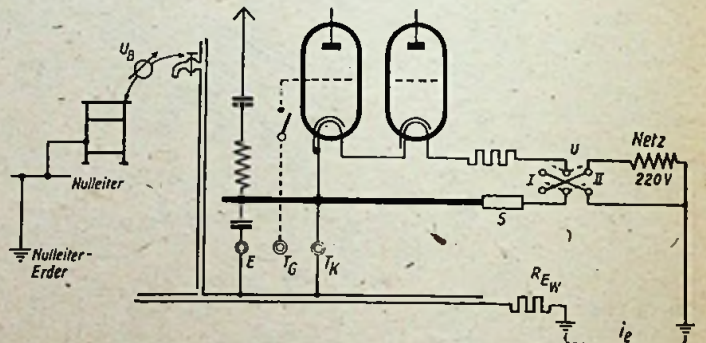 U_B
Nulleiter
Nulleiter-
Erder
E
T_G
T_K
U
I
II
S
Netz
220V
R_EW
i_e